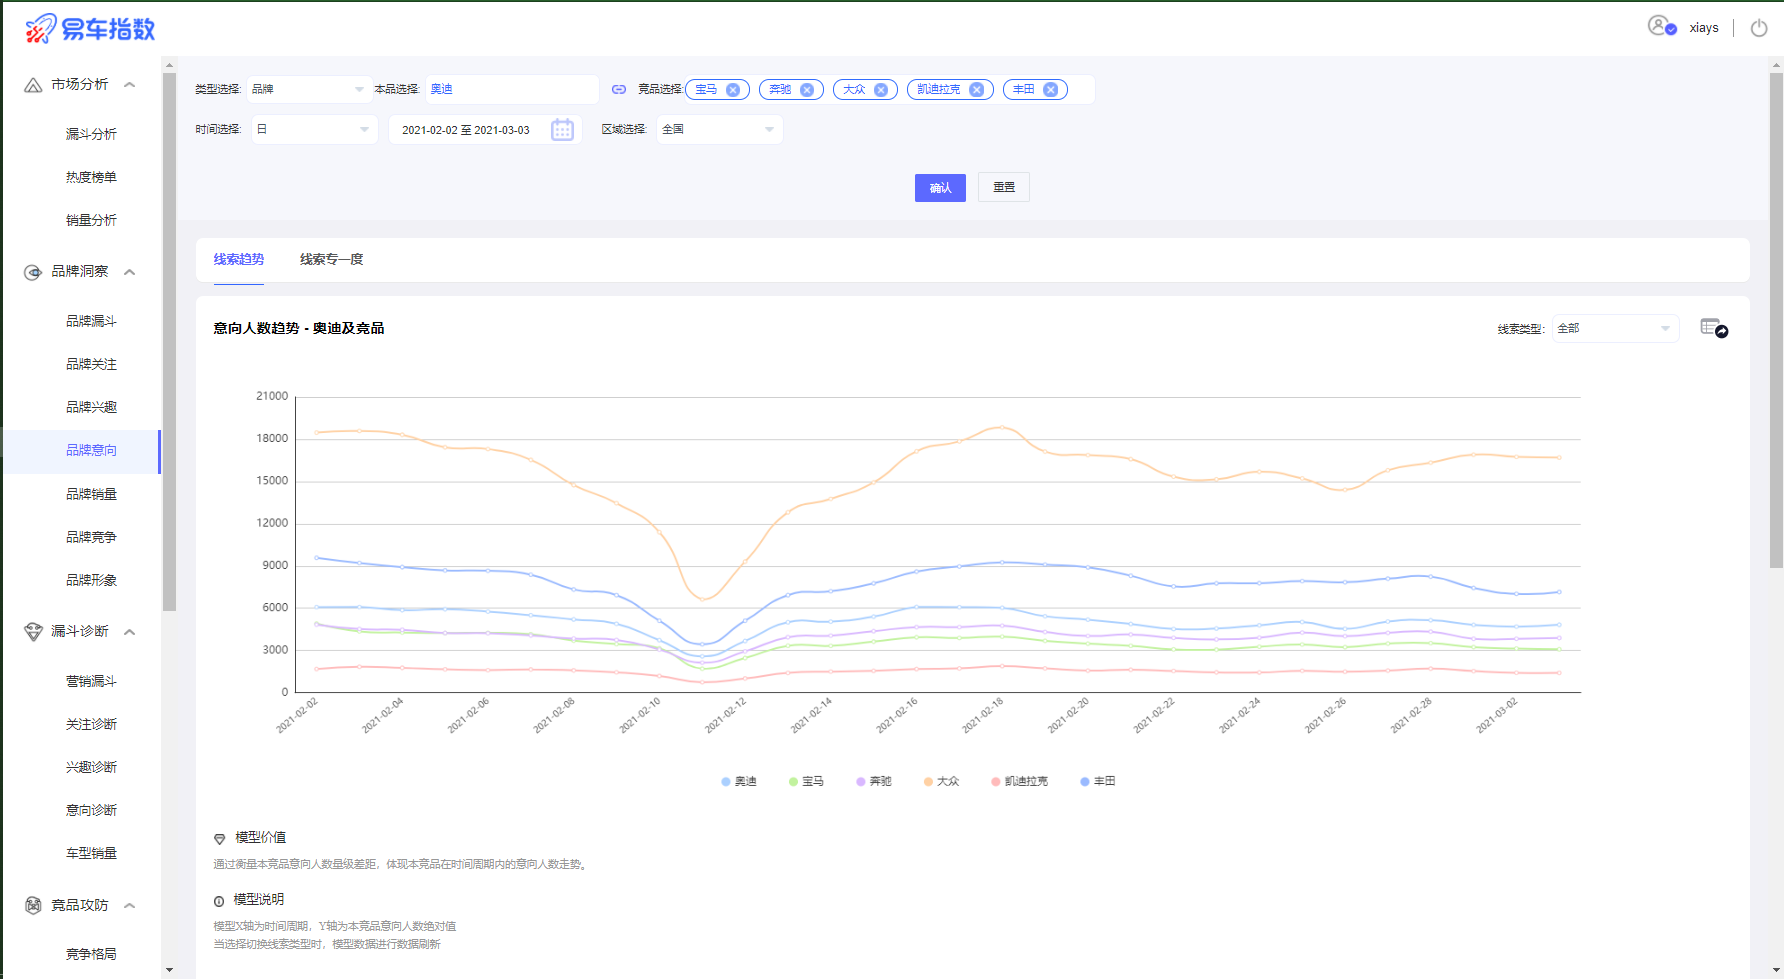 易车指数
xiays
市场分析
漏斗分析
热度榜单
销量分析
品牌洞察
品牌漏斗
品牌关注
品牌兴趣
品牌意向
品牌销量
品牌竞争
品牌形象
漏斗诊断
营销漏斗
关注诊断
兴趣诊断
意向诊断
车型销量
竞品攻防
竞争格局
类型选择: 品牌 本品选择: 奥迪 竞品选择: 宝马 奔驰 大众 凯迪拉克 丰田
时间选择: 日 2021-02-02 至 2021-03-03 区域选择: 全国
确认 重置
线索趋势 线索专一度
意向人数趋势 - 奥迪及竞品
线索类型: 全部
21000
18000
15000
12000
9000
6000
3000
0
2021-02-02 2021-02-04 2021-02-06 2021-02-08 2021-02-10 2021-02-12 2021-02-14 2021-02-16 2021-02-18 2021-02-20 2021-02-22 2021-02-24 2021-02-26 2021-02-28 2021-03-02
奥迪 宝马 奔驰 大众 凯迪拉克 丰田
模型价值
通过衡量本竞品意向人数量级差距，体现本竞品在时间周期内的意向人数走势。
模型说明
模型X轴为时间周期，Y轴为本竞品意向人数绝对值
当选择切换线索类型时，模型数据进行数据刷新